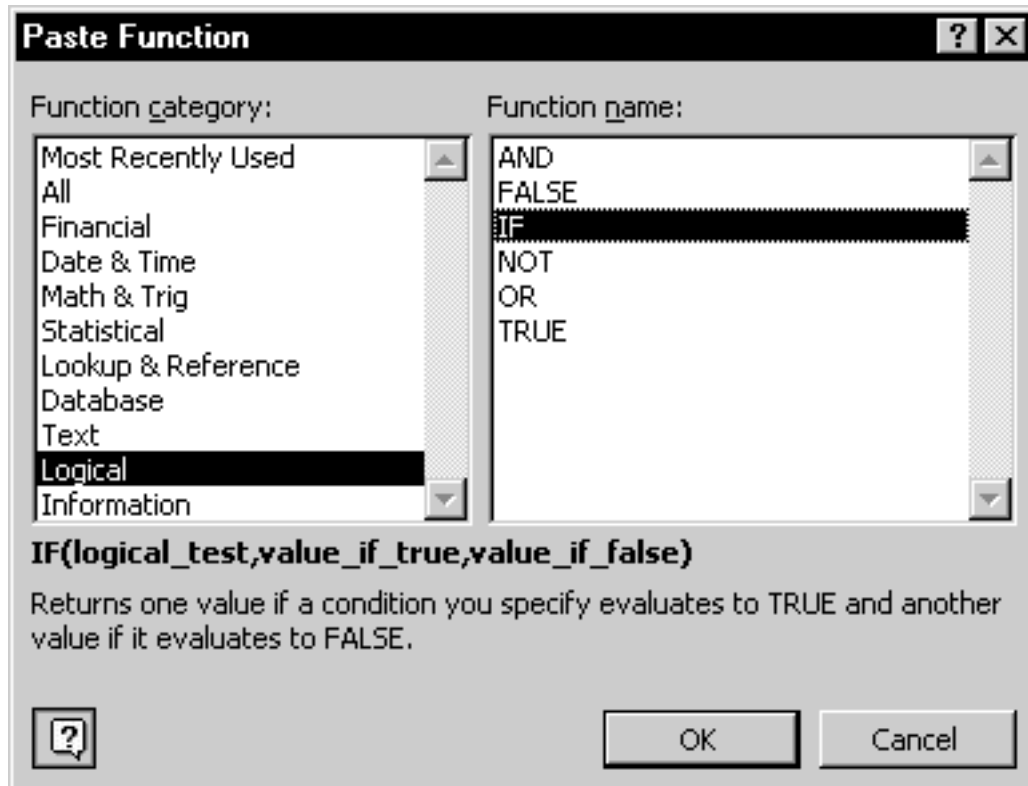 Paste Function
? X
Function category:
Most Recently Used
All
Financial
Date & Time
Math & Trig
Statistical
Lookup & Reference
Database
Text
Logical
Information
Function name:
AND
FALSE
IF
NOT
OR
TRUE
IF(logical_test,value_if_true,value_if_false)
Returns one value if a condition you specify evaluates to TRUE and another
value if it evaluates to FALSE.
?
OK
Cancel